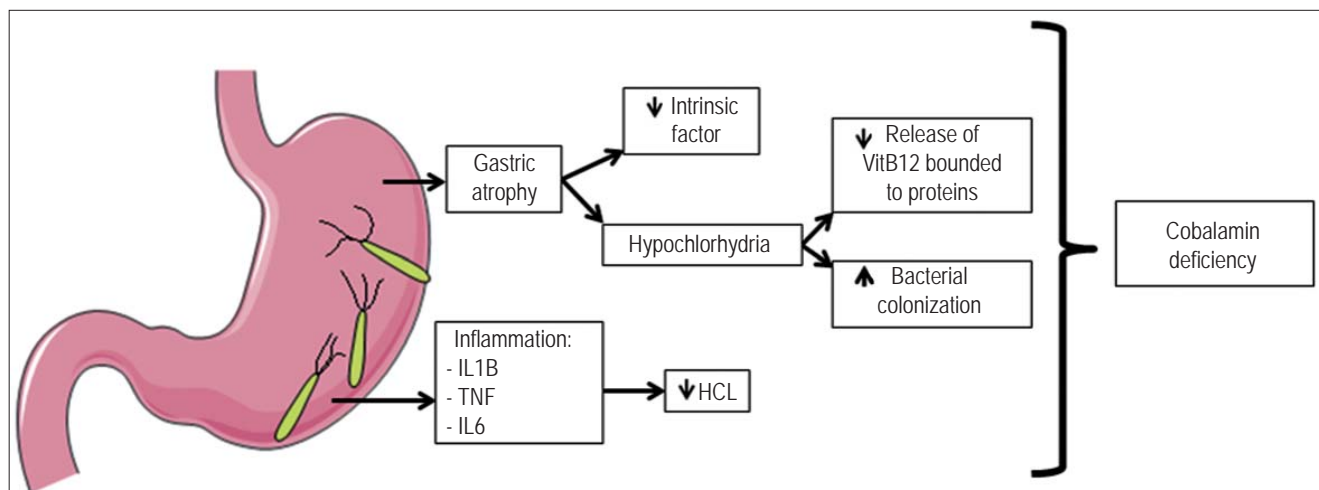 Gastric
atrophy
↓ Intrinsic
factor
Hypochlorhydria
↓ Release of
VitB12 bounded
to proteins
↑ Bacterial
colonization
Inflammation:
- IL1B
- TNF
- IL6
↓HCL
Cobalamin
deficiency